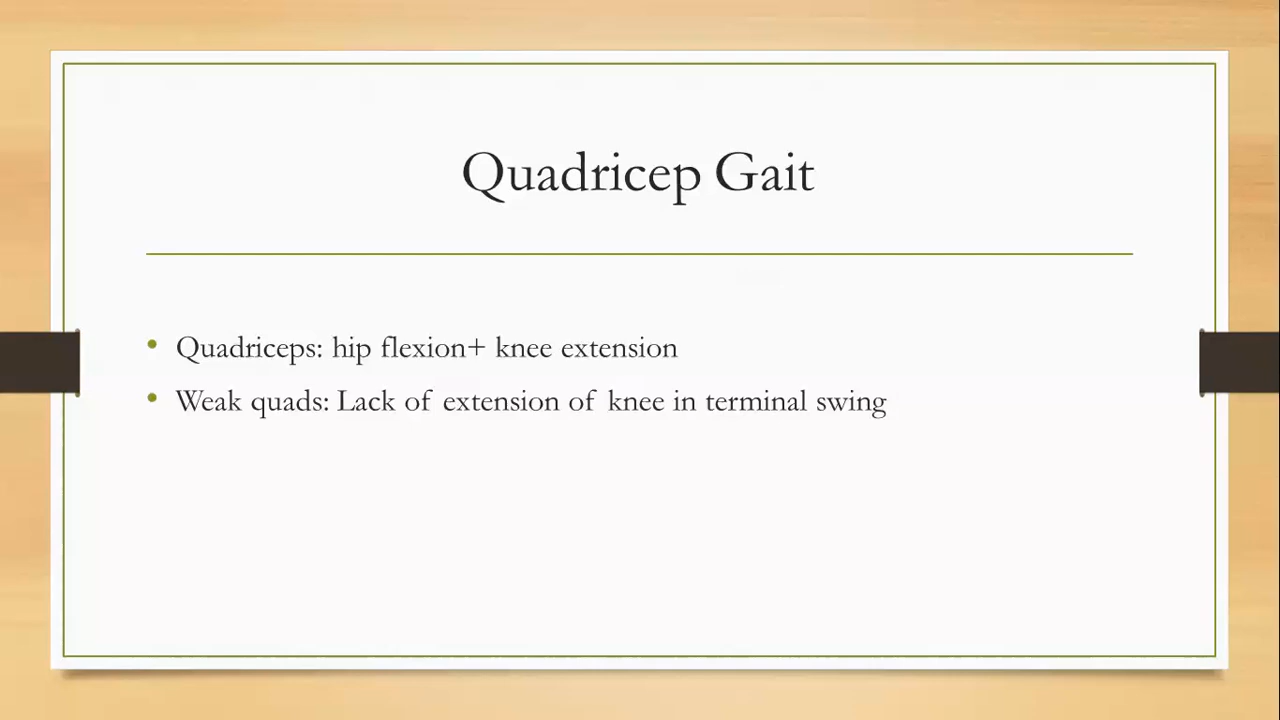 Quadricep Gait
• Quadriceps: hip flexion+ knee extension
• Weak quads: Lack of extension of knee in terminal swing